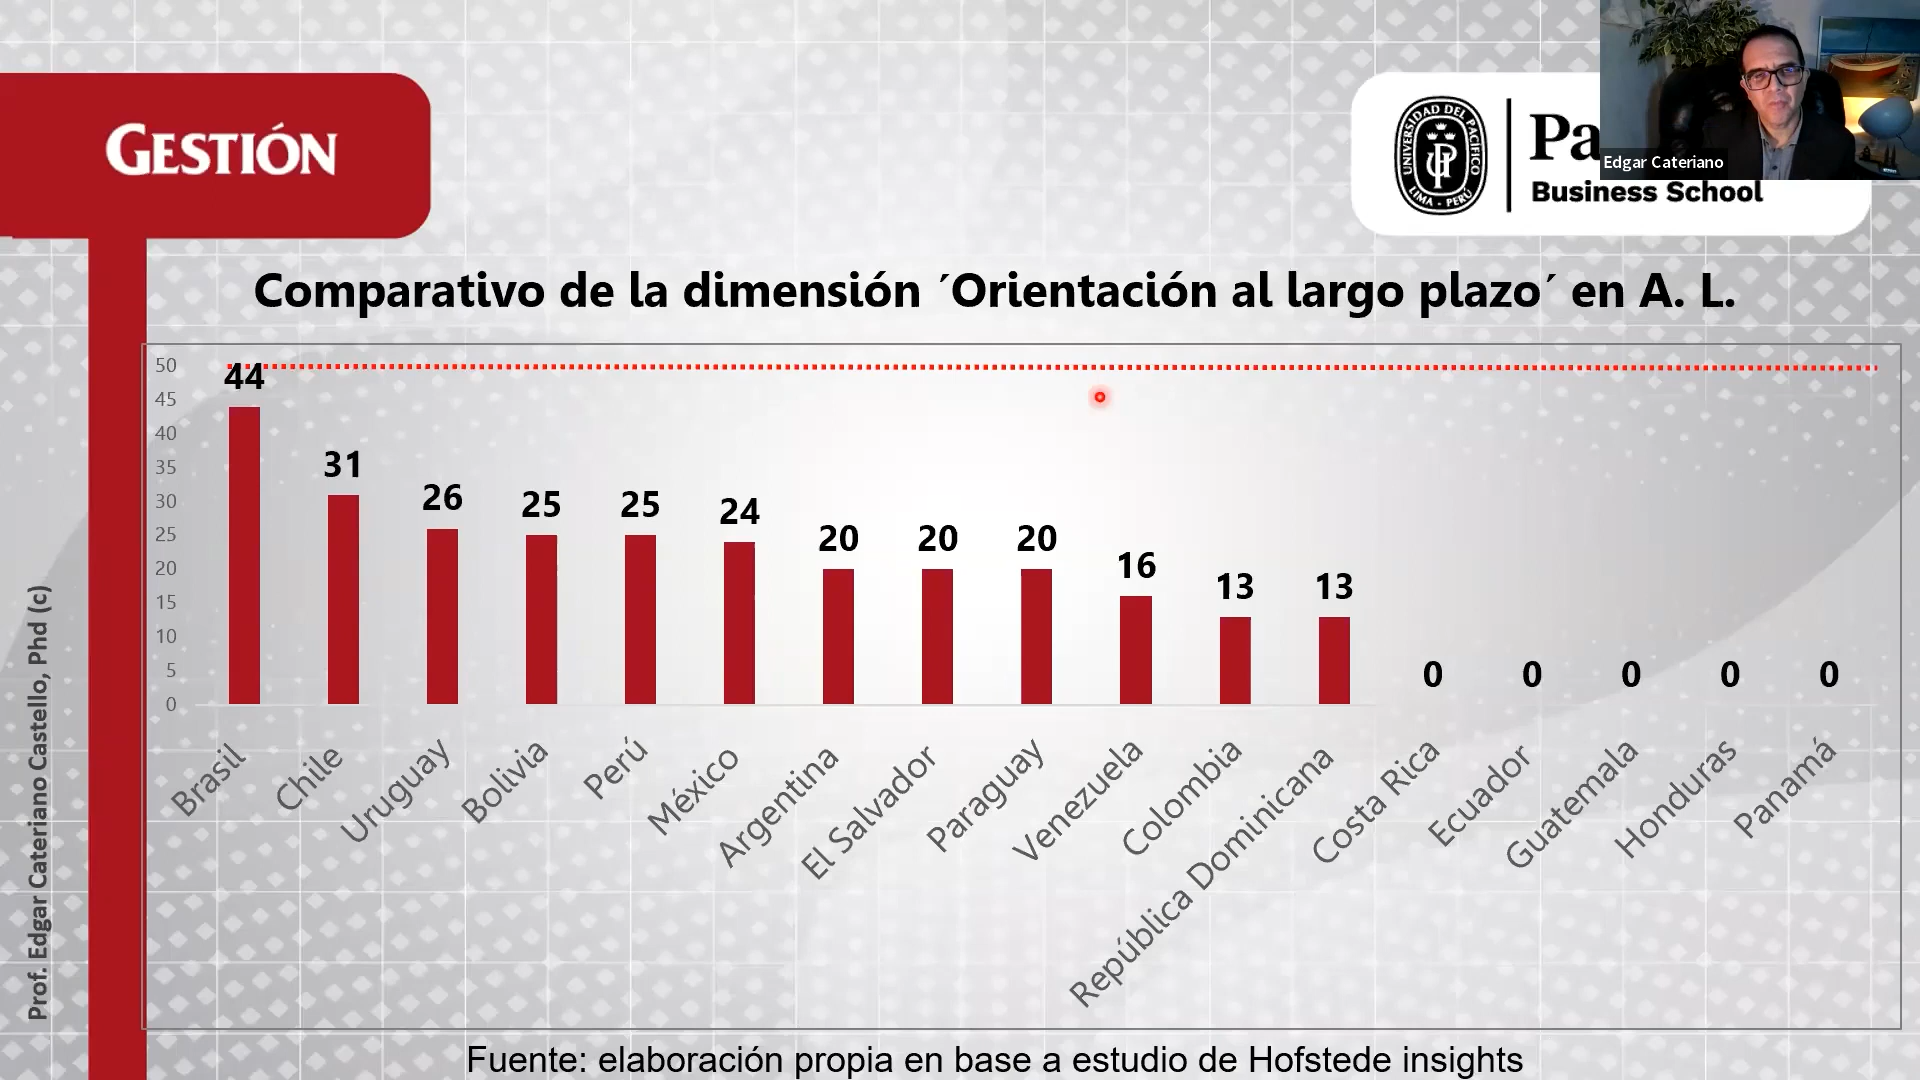 GESTIÓN
UNIVERSIDAD DEL PACÍFICO
LIMA - PERÚ
Pa
Business School
Edgar Cateriano
Comparativo de la dimensión ´Orientación al largo plazo´ en A. L.
50
45
40
35
30
25
20
15
10
5
0
44
31
26
25
25
24
20
20
20
16
13
13
0
0
0
0
0
Brasil
Chile
Uruguay
Bolivia
Perú
México
Argentina
El Salvador
Paraguay
Venezuela
Colombia
República Dominicana
Costa Rica
Ecuador
Guatemala
Honduras
Panamá
Prof. Edgar Cateriano Castello, Phd (c)
Fuente: elaboración propia en base a estudio de Hofstede insights